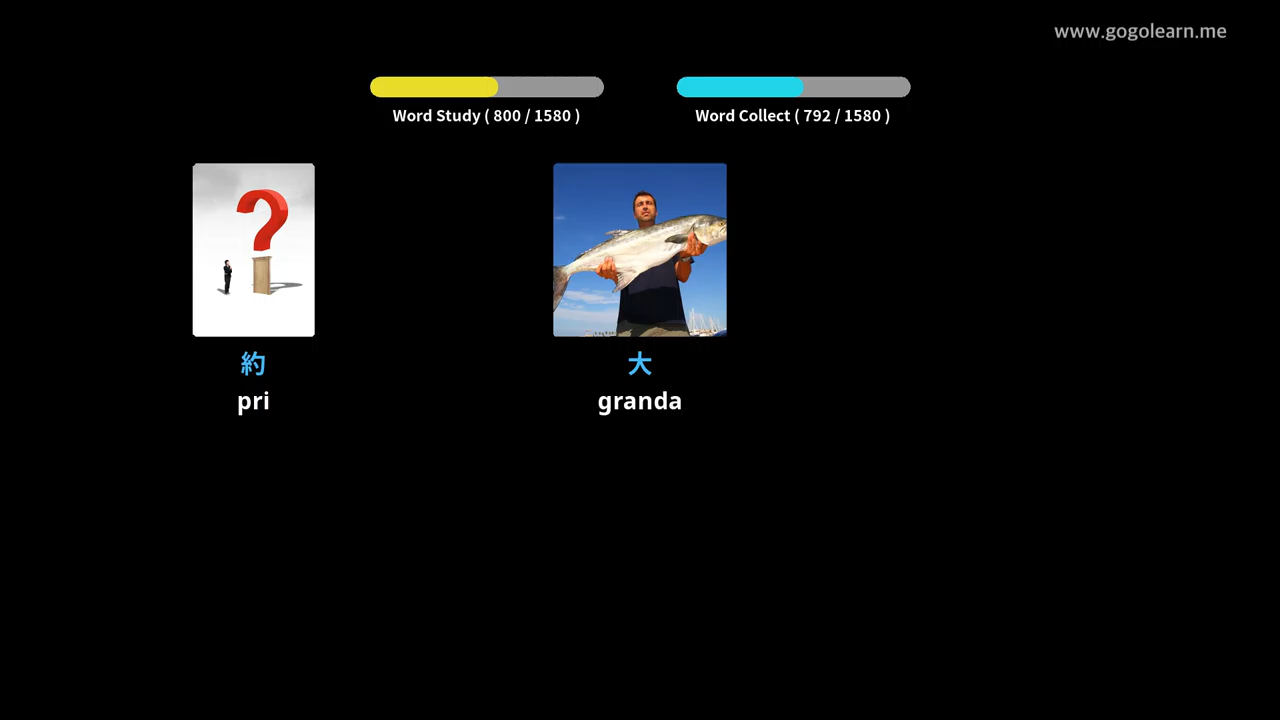 www.gogolearn.me
Word Study ( 800 / 1580 )
Word Collect ( 792 / 1580 )
約
pri
大
granda